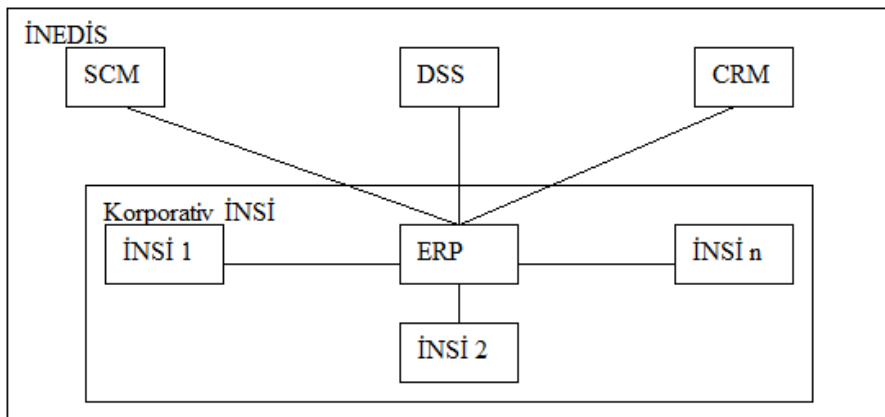 İNEDİS
SCM
DSS
CRM
Korporativ İNSİ
İNSİ 1
ERP
İNSİ n
İNSİ 2